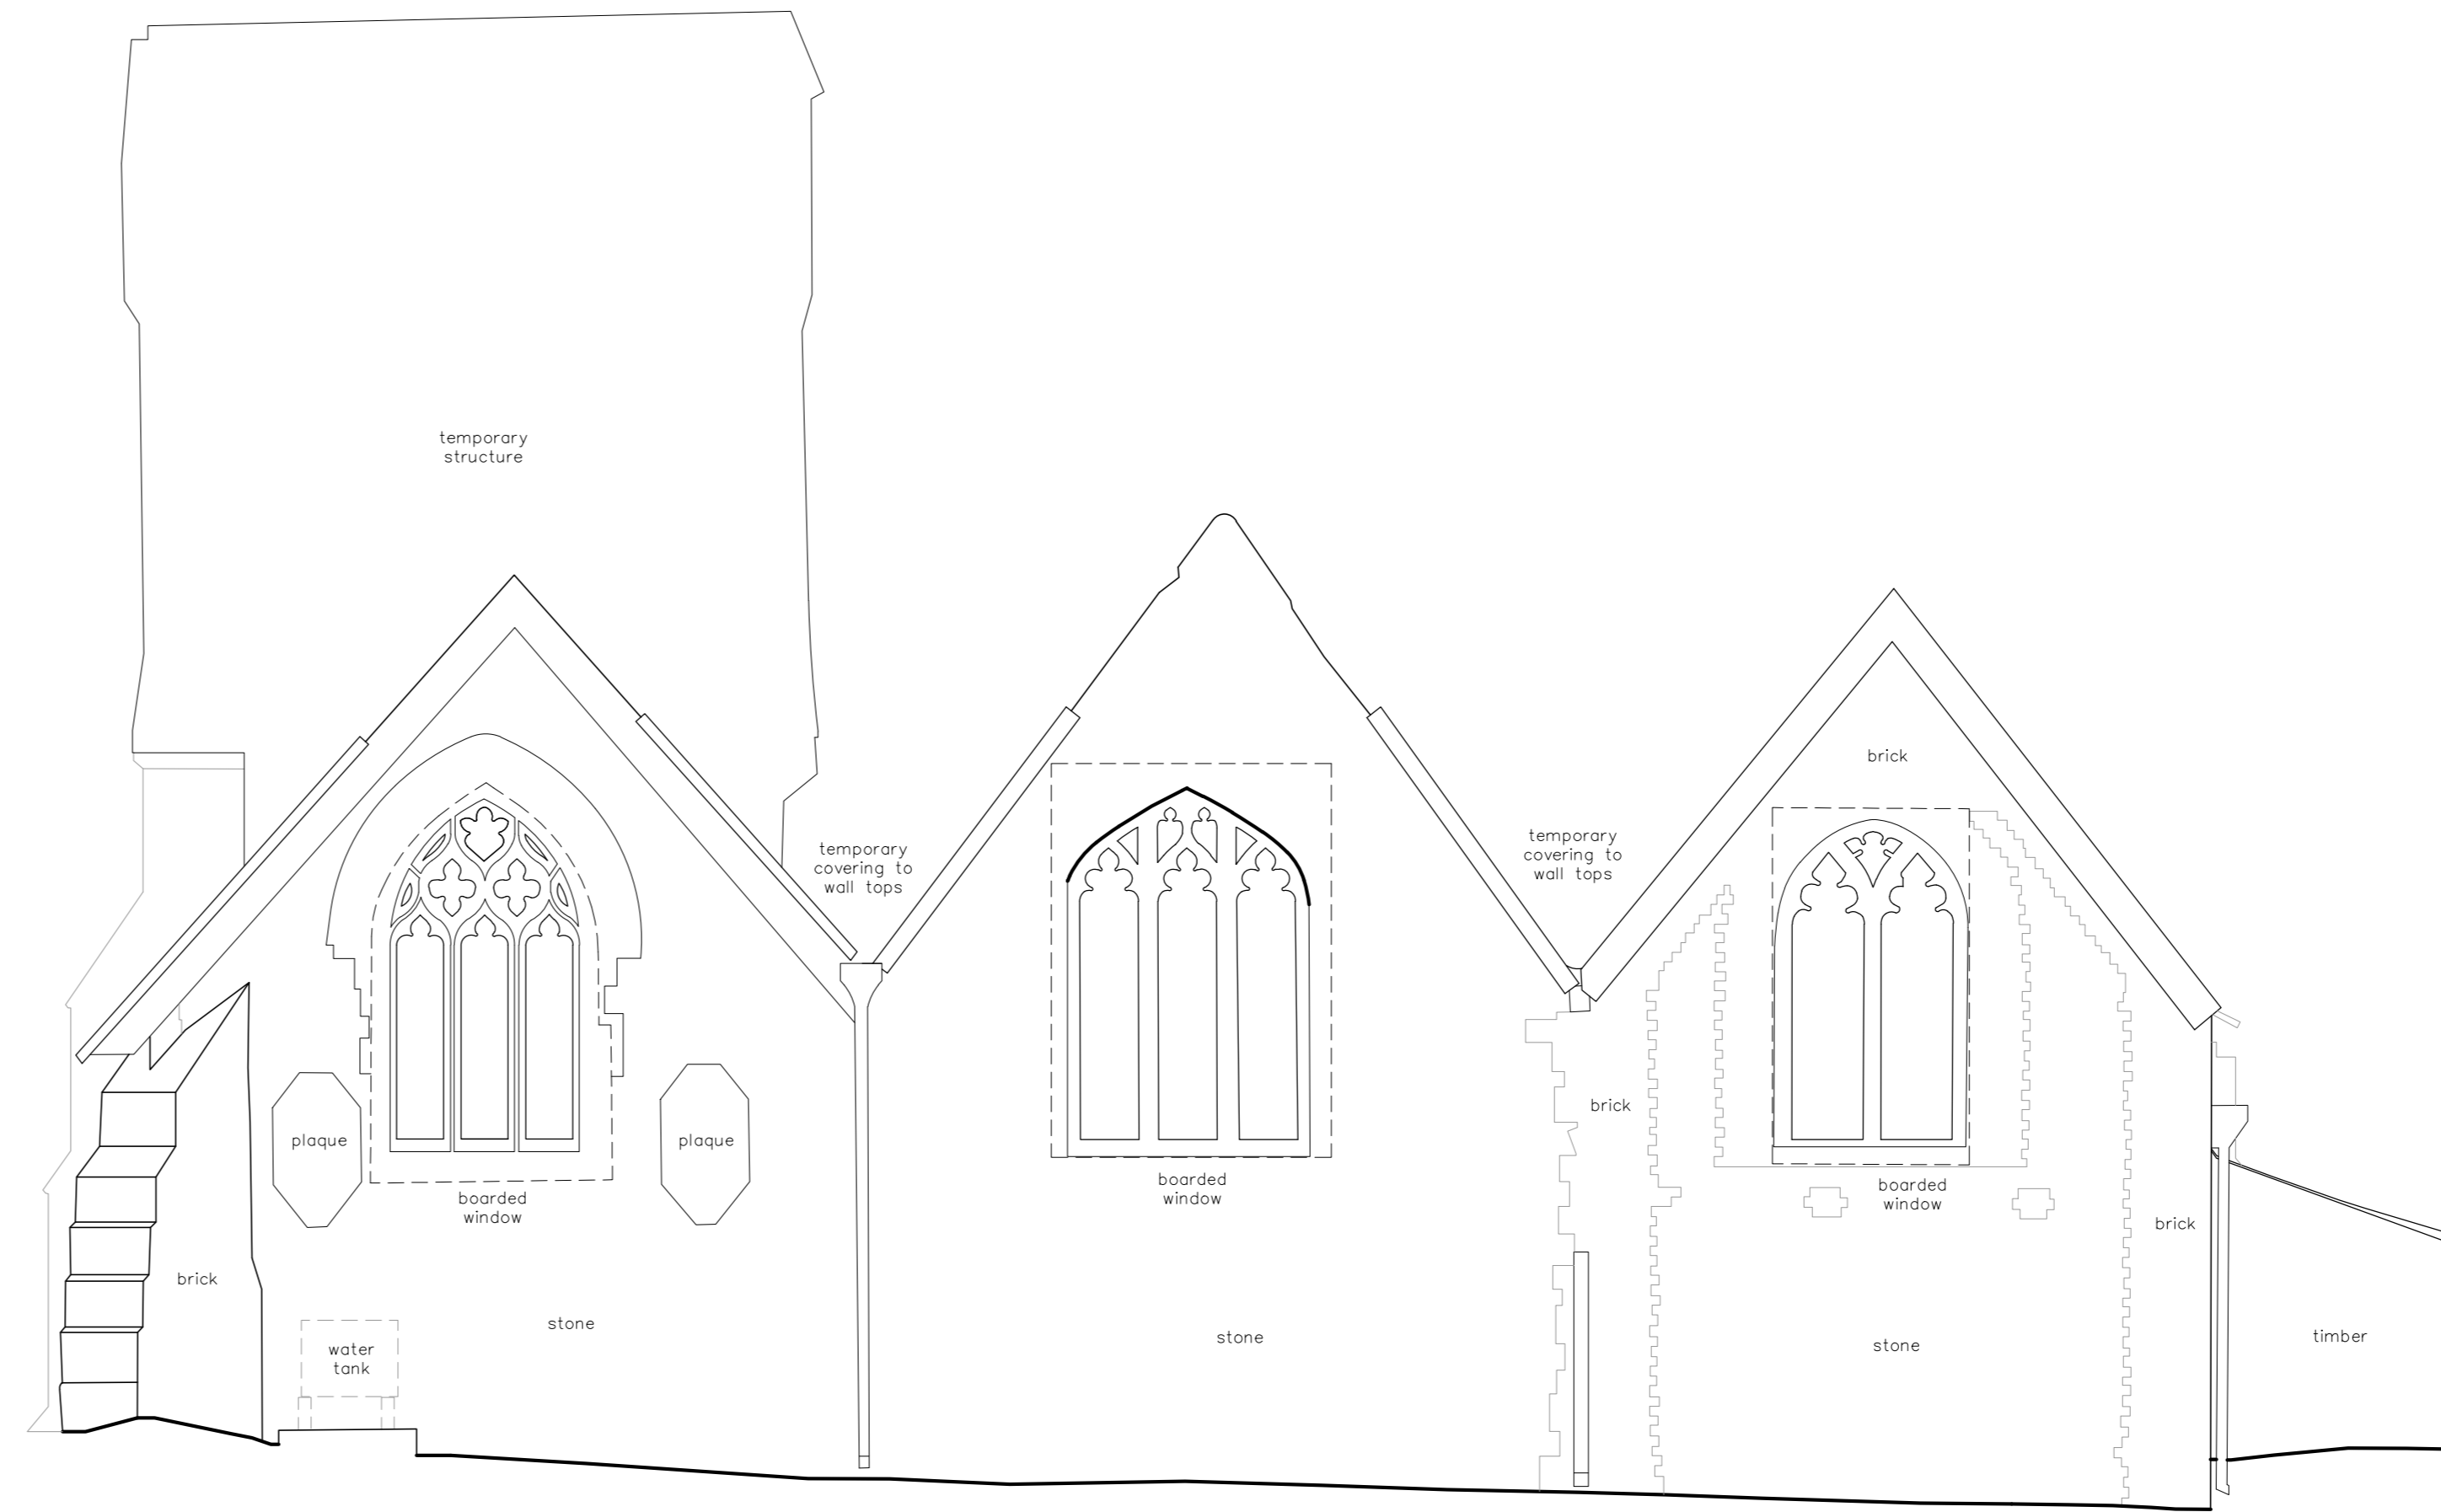 temporary
structure
temporary
covering to
wall tops
temporary
covering to
wall tops
brick
plaque
plaque
boarded
window
boarded
window
boarded
window
brick
brick
brick
stone
stone
stone
water
tank
timber